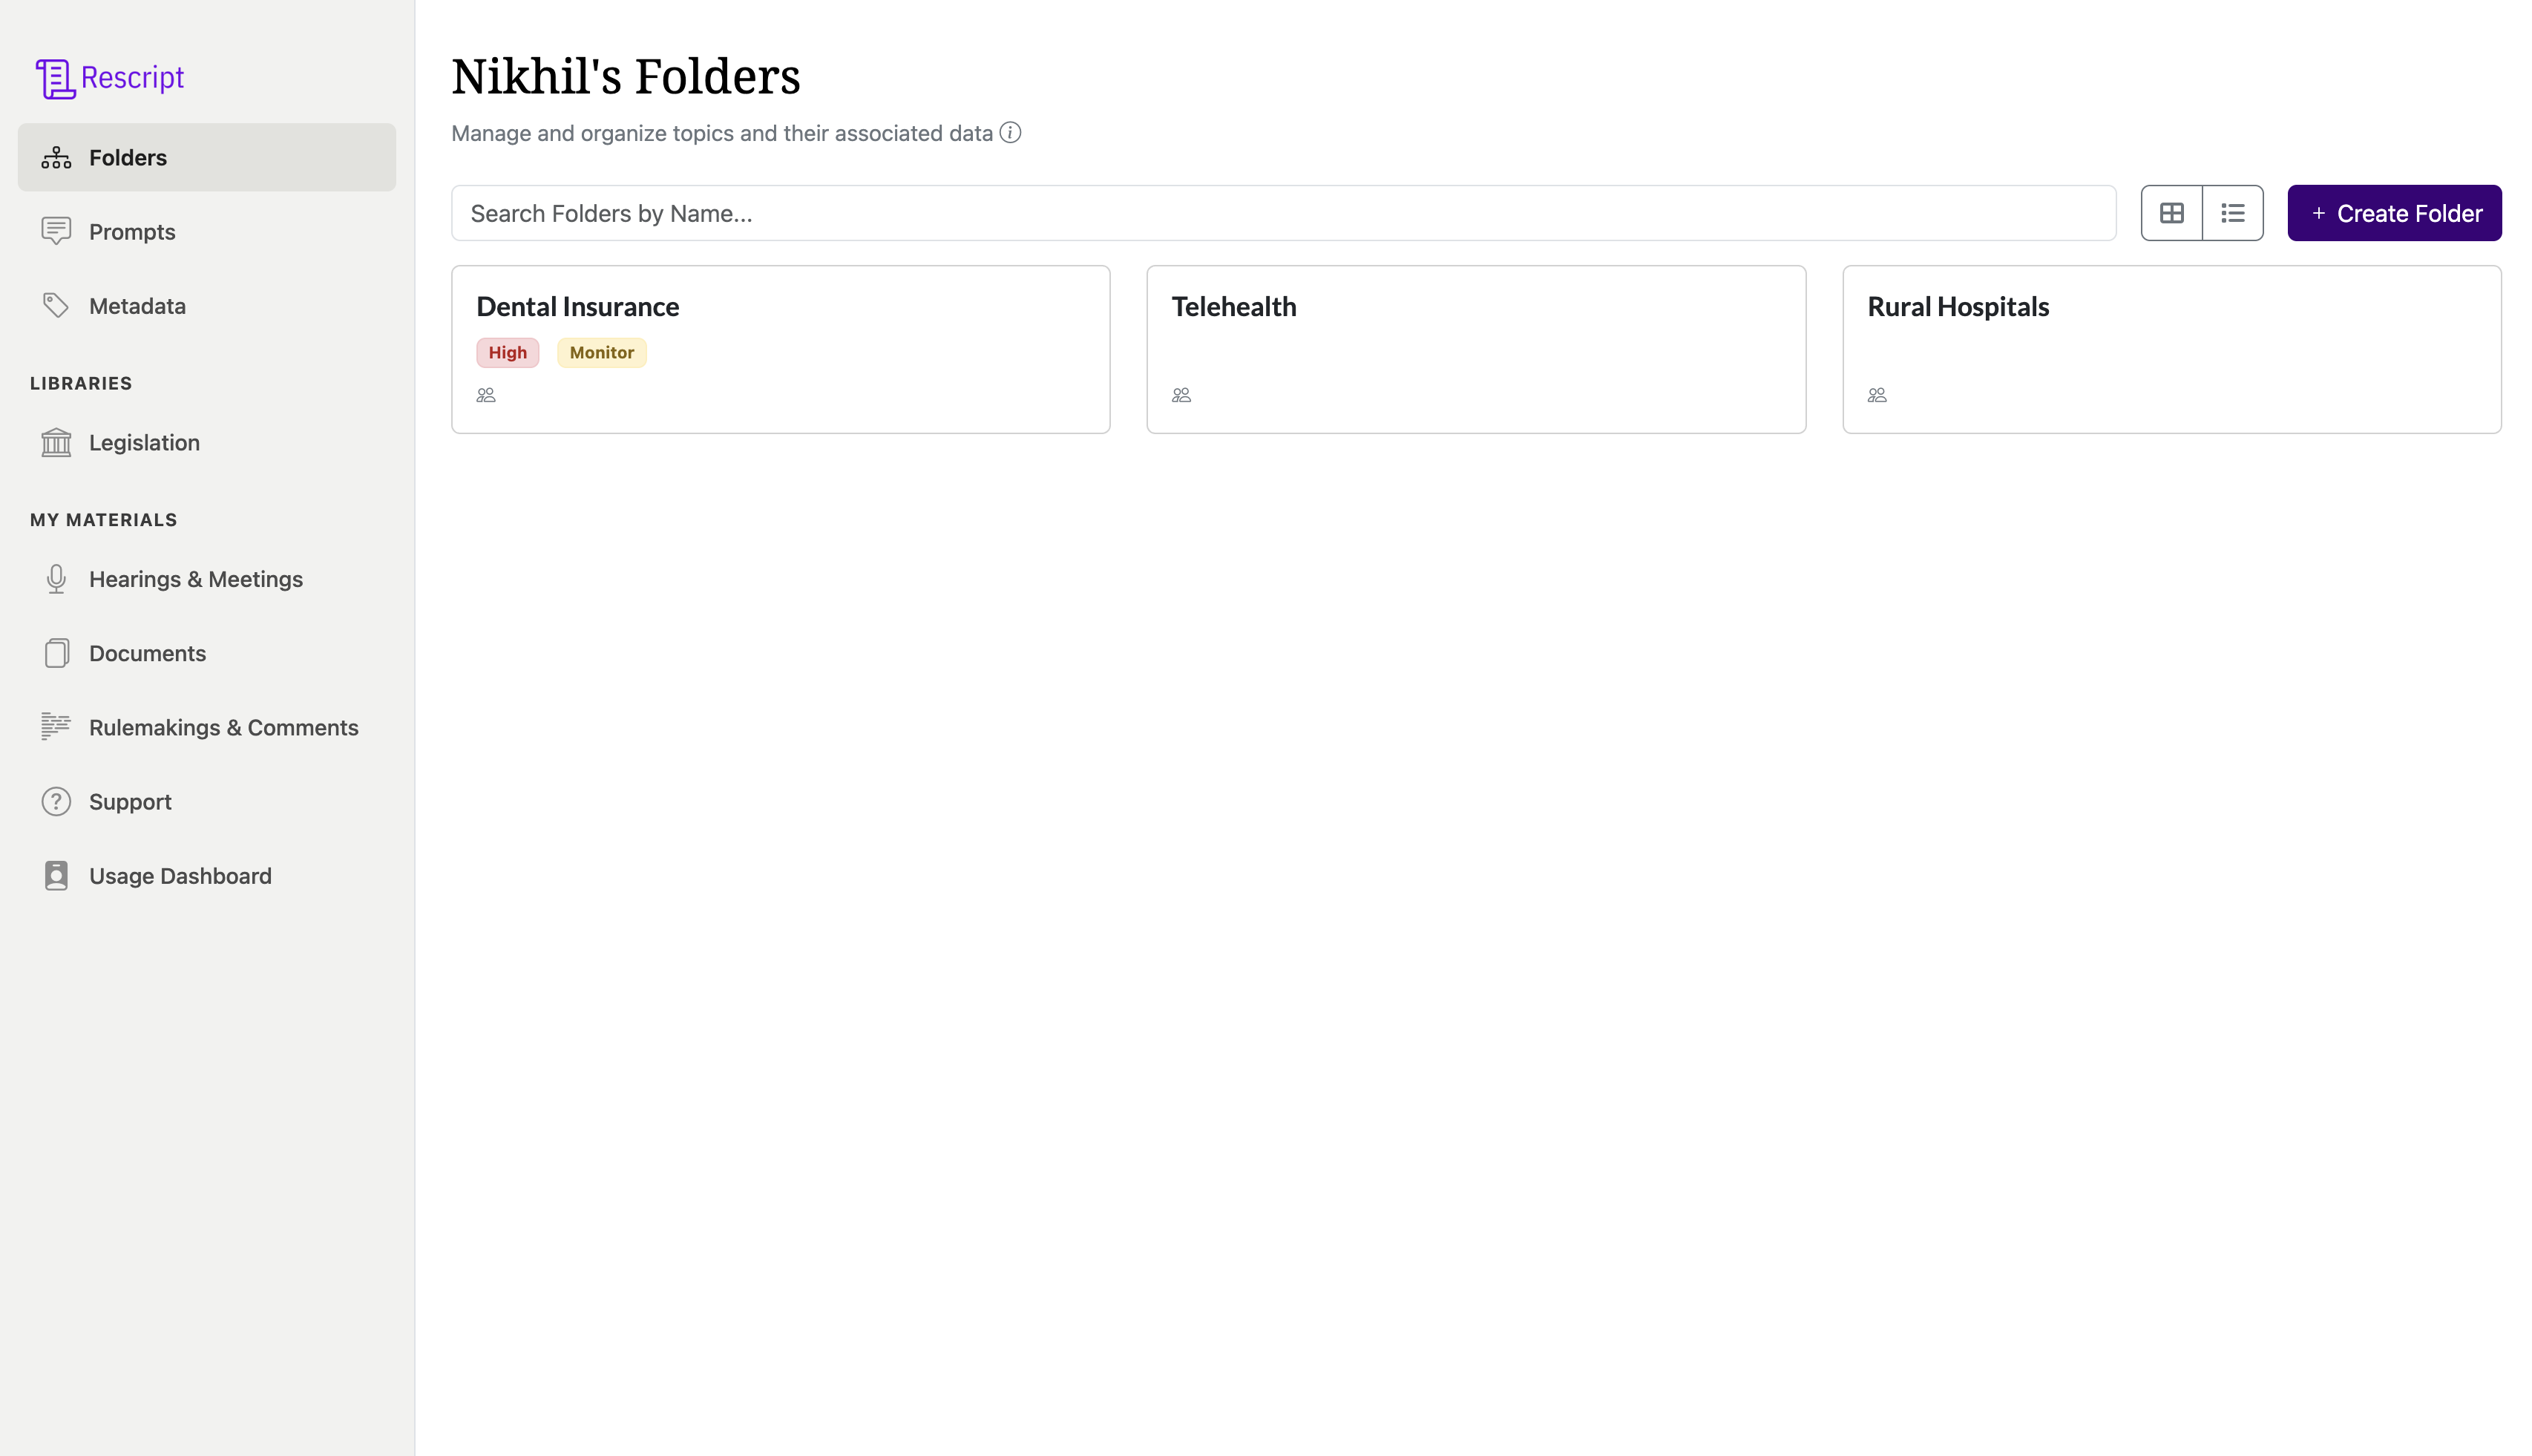 Rescript
Folders
Prompts
Metadata
LIBRARIES
Legislation
MY MATERIALS
Hearings & Meetings
Documents
Rulemakings & Comments
Support
Usage Dashboard
Nikhil's Folders
Manage and organize topics and their associated data
Search Folders by Name...
+ Create Folder
Dental Insurance
High Monitor
Telehealth
Rural Hospitals